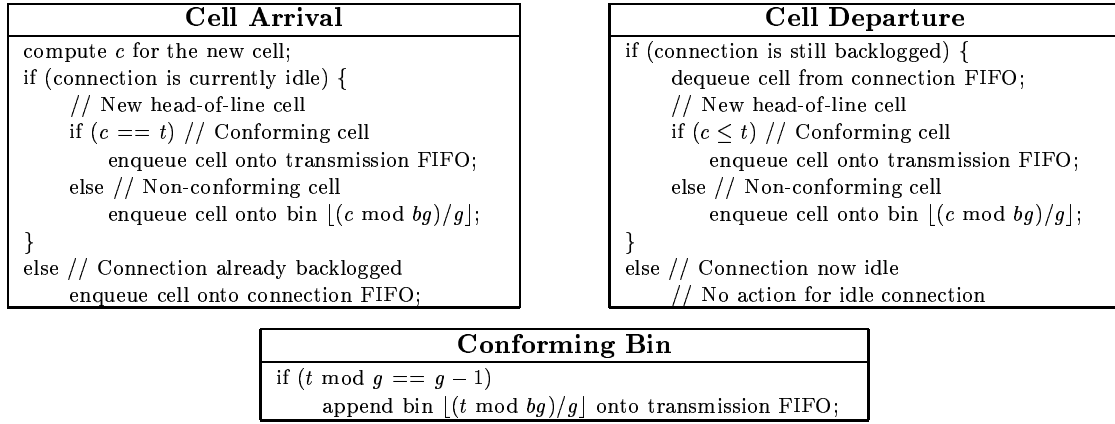 Cell Arrival
compute c for the new cell;
if (connection is currently idle) {
// New head-of-line cell
if (c == t) // Conforming cell
enqueue cell onto transmission FIFO;
else // Non-conforming cell
enqueue cell onto bin ⌊(c mod bg)/g⌋;
}
else // Connection already backlogged
enqueue cell onto connection FIFO;
Cell Departure
if (connection is still backlogged) {
dequeue cell from connection FIFO;
// New head-of-line cell
if (c ≤ t) // Conforming cell
enqueue cell onto transmission FIFO;
else // Non-conforming cell
enqueue cell onto bin ⌊(c mod bg)/g⌋;
}
else // Connection now idle
// No action for idle connection
Conforming Bin
if (t mod g == g − 1)
append bin ⌊(t mod bg)/g⌋ onto transmission FIFO;